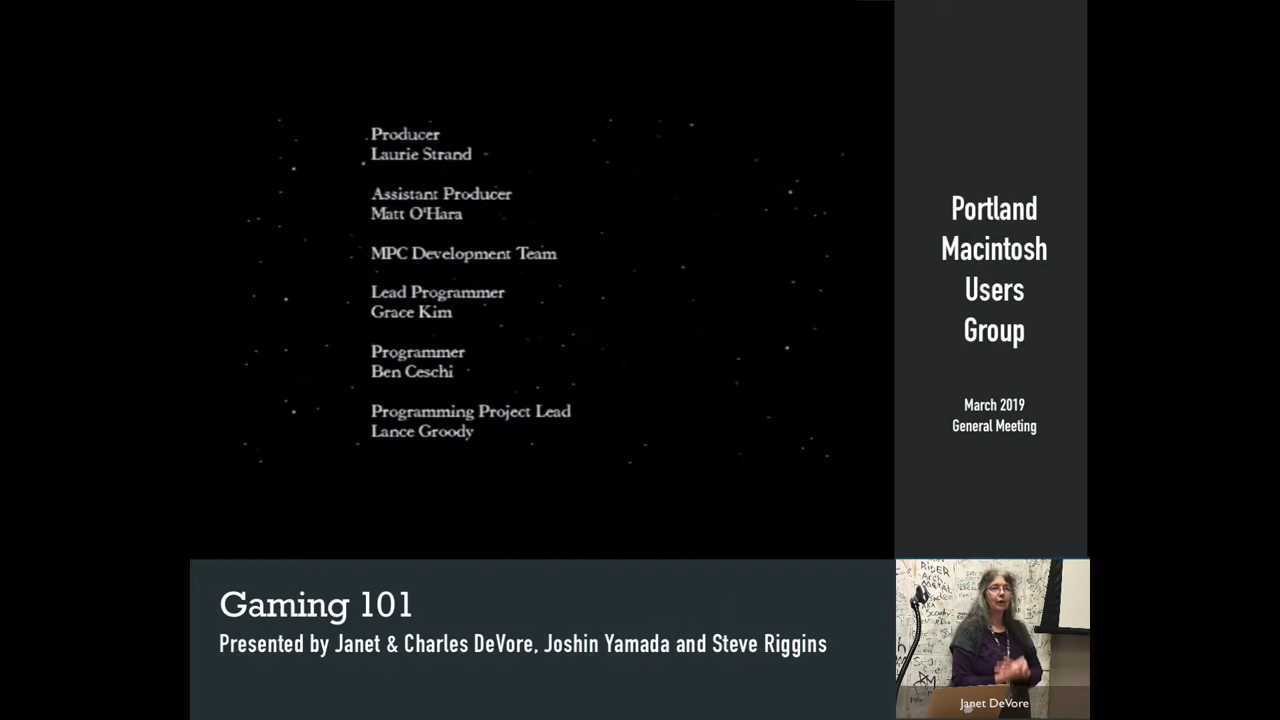 Producer
Laurie Strand
Assistant Producer
Matt O'Hara
MPC Development Team
Lead Programmer
Grace Kim
Programmer
Ben Ceschi
Programming Project Lead
Lance Groody
Portland
Macintosh
Users
Group
March 2019
General Meeting
Gaming 101
Presented by Janet & Charles DeVore, Joshin Yamada and Steve Riggins
RIDER
Janet DeVore